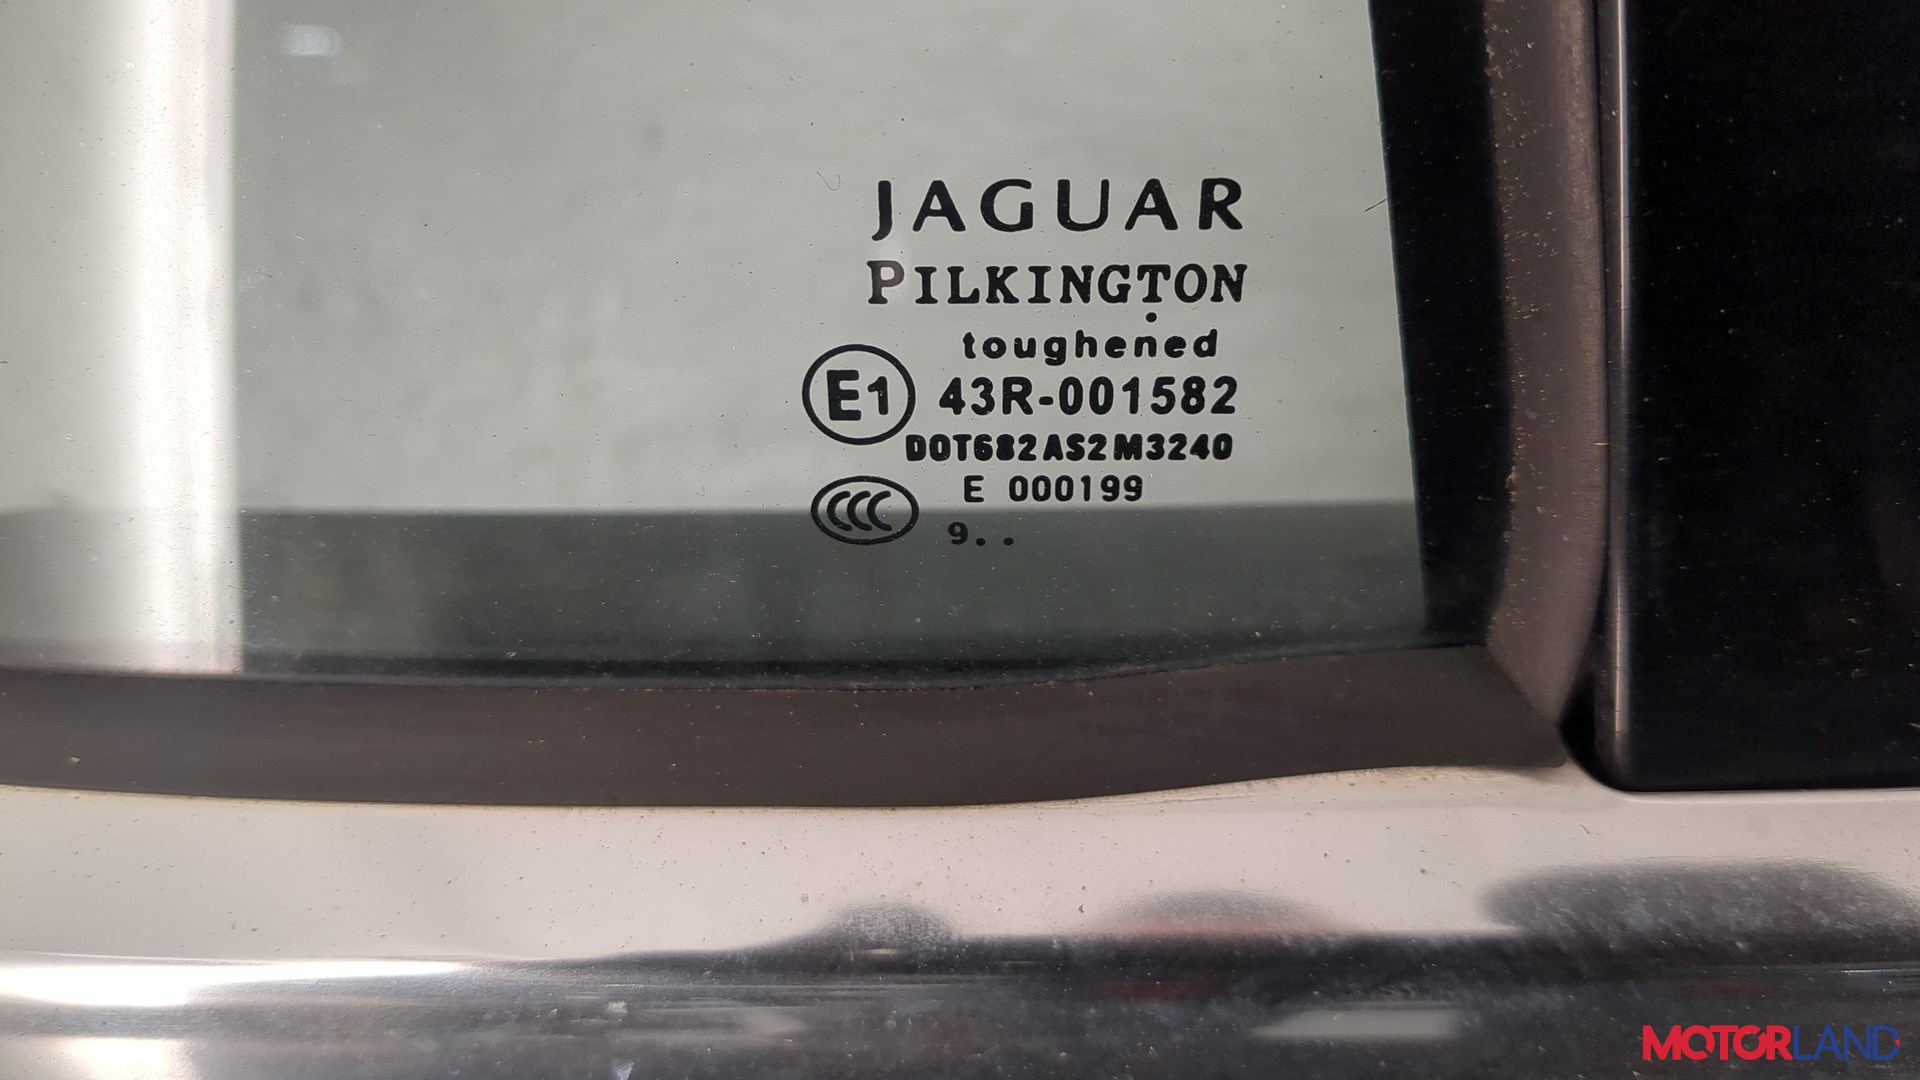 JAGUAR
PILKINGTON
toughened
E1 43R-001582
DOT682AS2M3240
E 000199
CCC
9..
MOTORLAND